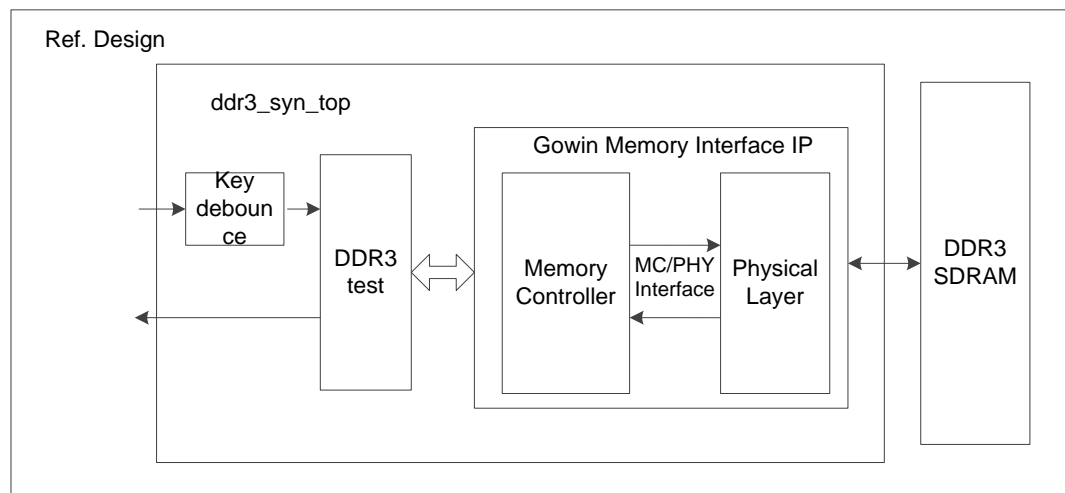 Ref. Design
ddr3_syn_top
Gowin Memory Interface IP
Key
deboun
ce
DDR3
test
Memory
Controller
MC/PHY
Interface
Physical
Layer
DDR3
SDRAM